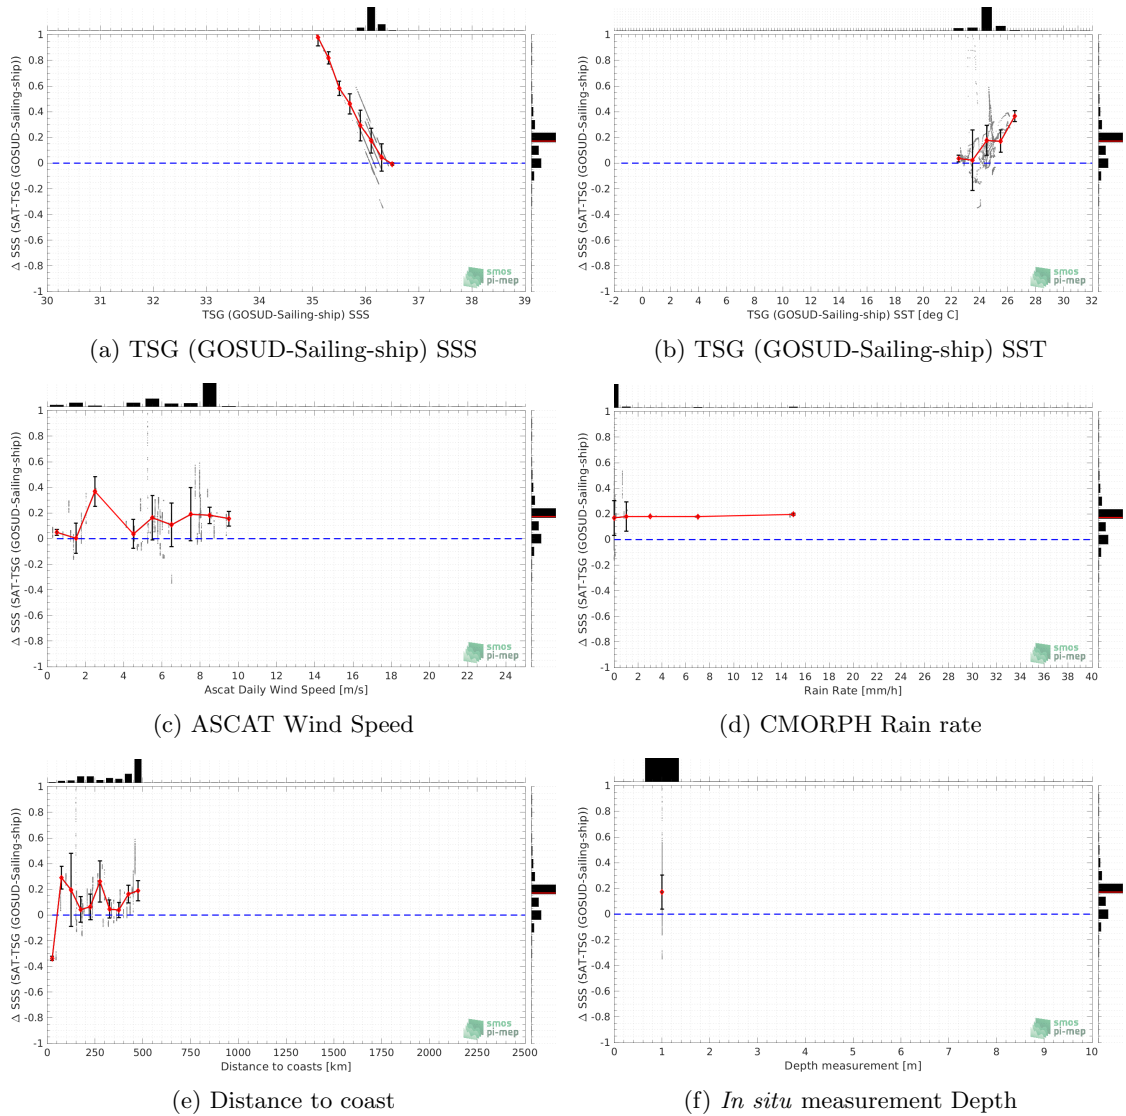 Δ SSS (SAT-TSG (GOSUD-Sailing-ship))
1
0.8
0.6
0.4
0.2
0
-0.2
-0.4
-0.6
-0.8
-1
30 31 32 33 34 35 36 37 38 39
TSG (GOSUD-Sailing-ship) SSS
smos
pi-mep
(a) TSG (GOSUD-Sailing-ship) SSS
Δ SSS (SAT-TSG (GOSUD-Sailing-ship))
1
0.8
0.6
0.4
0.2
0
-0.2
-0.4
-0.6
-0.8
-1
-2 0 2 4 6 8 10 12 14 16 18 20 22 24 26 28 30 32
TSG (GOSUD-Sailing-ship) SST [deg C]
smos
pi-mep
(b) TSG (GOSUD-Sailing-ship) SST
Δ SSS (SAT-TSG (GOSUD-Sailing-ship))
1
0.8
0.6
0.4
0.2
0
-0.2
-0.4
-0.6
-0.8
-1
0 2 4 6 8 10 12 14 16 18 20 22 24
Ascat Daily Wind Speed [m/s]
smos
pi-mep
(c) ASCAT Wind Speed
Δ SSS (SAT-TSG (GOSUD-Sailing-ship))
1
0.8
0.6
0.4
0.2
0
-0.2
-0.4
-0.6
-0.8
-1
0 2 4 6 8 10 12 14 16 18 20 22 24 26 28 30 32 34 36 38 40
Rain Rate [mm/h]
smos
pi-mep
(d) CMORPH Rain rate
Δ SSS (SAT-TSG (GOSUD-Sailing-ship))
1
0.8
0.6
0.4
0.2
0
-0.2
-0.4
-0.6
-0.8
-1
0 250 500 750 1000 1250 1500 1750 2000 2250 2500
Distance to coasts [km]
smos
pi-mep
(e) Distance to coast
Δ SSS (SAT-TSG (GOSUD-Sailing-ship))
1
0.8
0.6
0.4
0.2
0
-0.2
-0.4
-0.6
-0.8
-1
0 1 2 3 4 5 6 7 8 9 10
Depth measurement [m]
smos
pi-mep
(f) In situ measurement Depth